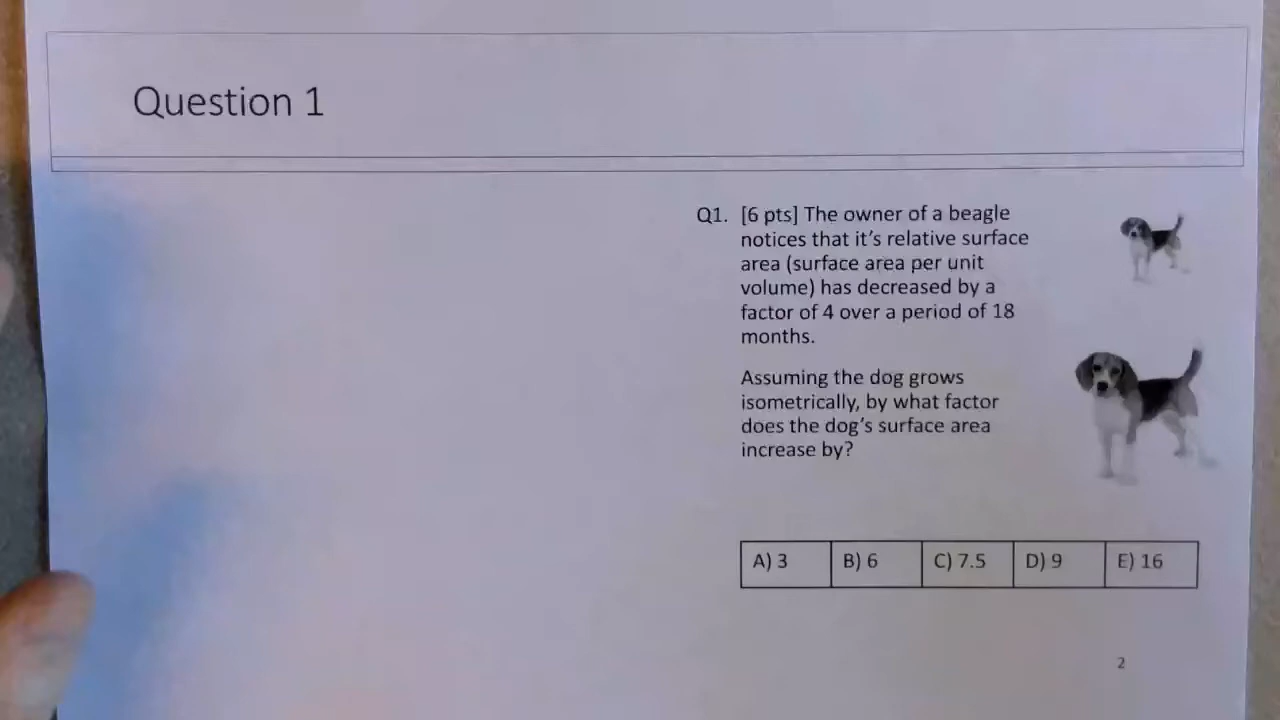 Question 1
Q1. [6 pts] The owner of a beagle
notices that it's relative surface
area (surface area per unit
volume) has decreased by a
factor of 4 over a period of 18
months.
Assuming the dog grows
isometrically, by what factor
does the dog's surface area
increase by?
A) 3 B) 6 C) 7.5 D) 9 E) 16
2